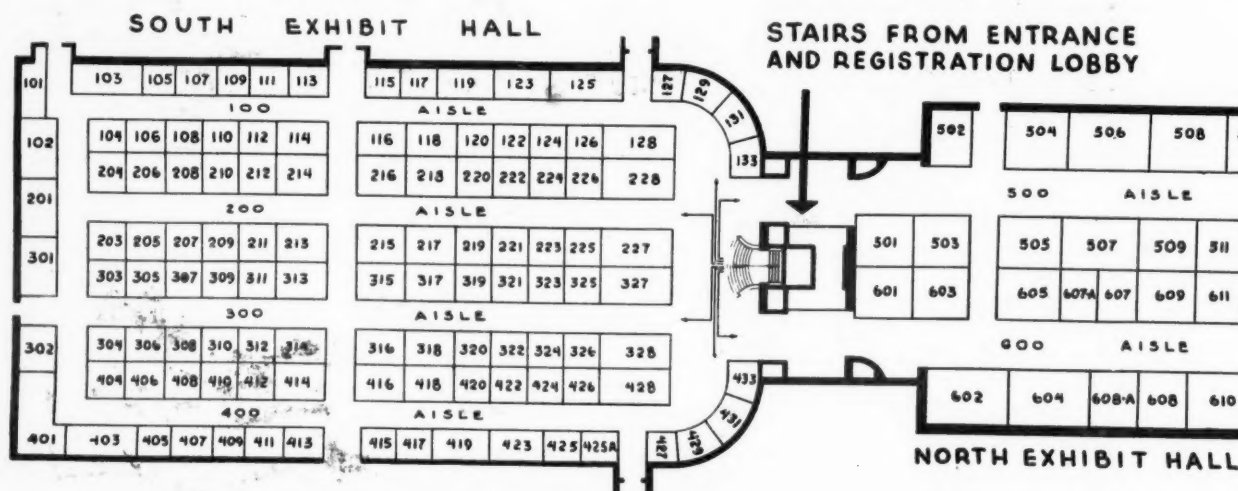 SOUTH EXHIBIT HALL
STAIRS FROM ENTRANCE
AND REGISTRATION LOBBY
101 103 105 107 109 111 113 115 117 119 123 125 127 129 131 133
100 AISLE
102 104 106 108 110 112 114 116 118 120 122 124 126 128
204 206 208 210 212 214 216 218 220 222 224 226 228
201
200 AISLE
203 205 207 209 211 213 215 217 219 221 223 225 227
301 303 305 307 309 311 313 315 317 319 321 323 325 327
300 AISLE
302 304 306 308 310 312 314 316 318 320 322 324 326 328
404 406 408 410 412 414 416 418 420 422 424 426 428
400 AISLE
401 403 405 407 409 411 413 415 417 419 423 425 425A 427 429 431 433
502 504 506 508
500 AISLE
501 503 505 507 509 511
601 603 605 607-A 607 609 611
600 AISLE
602 604 608-A 608 610
NORTH EXHIBIT HALL